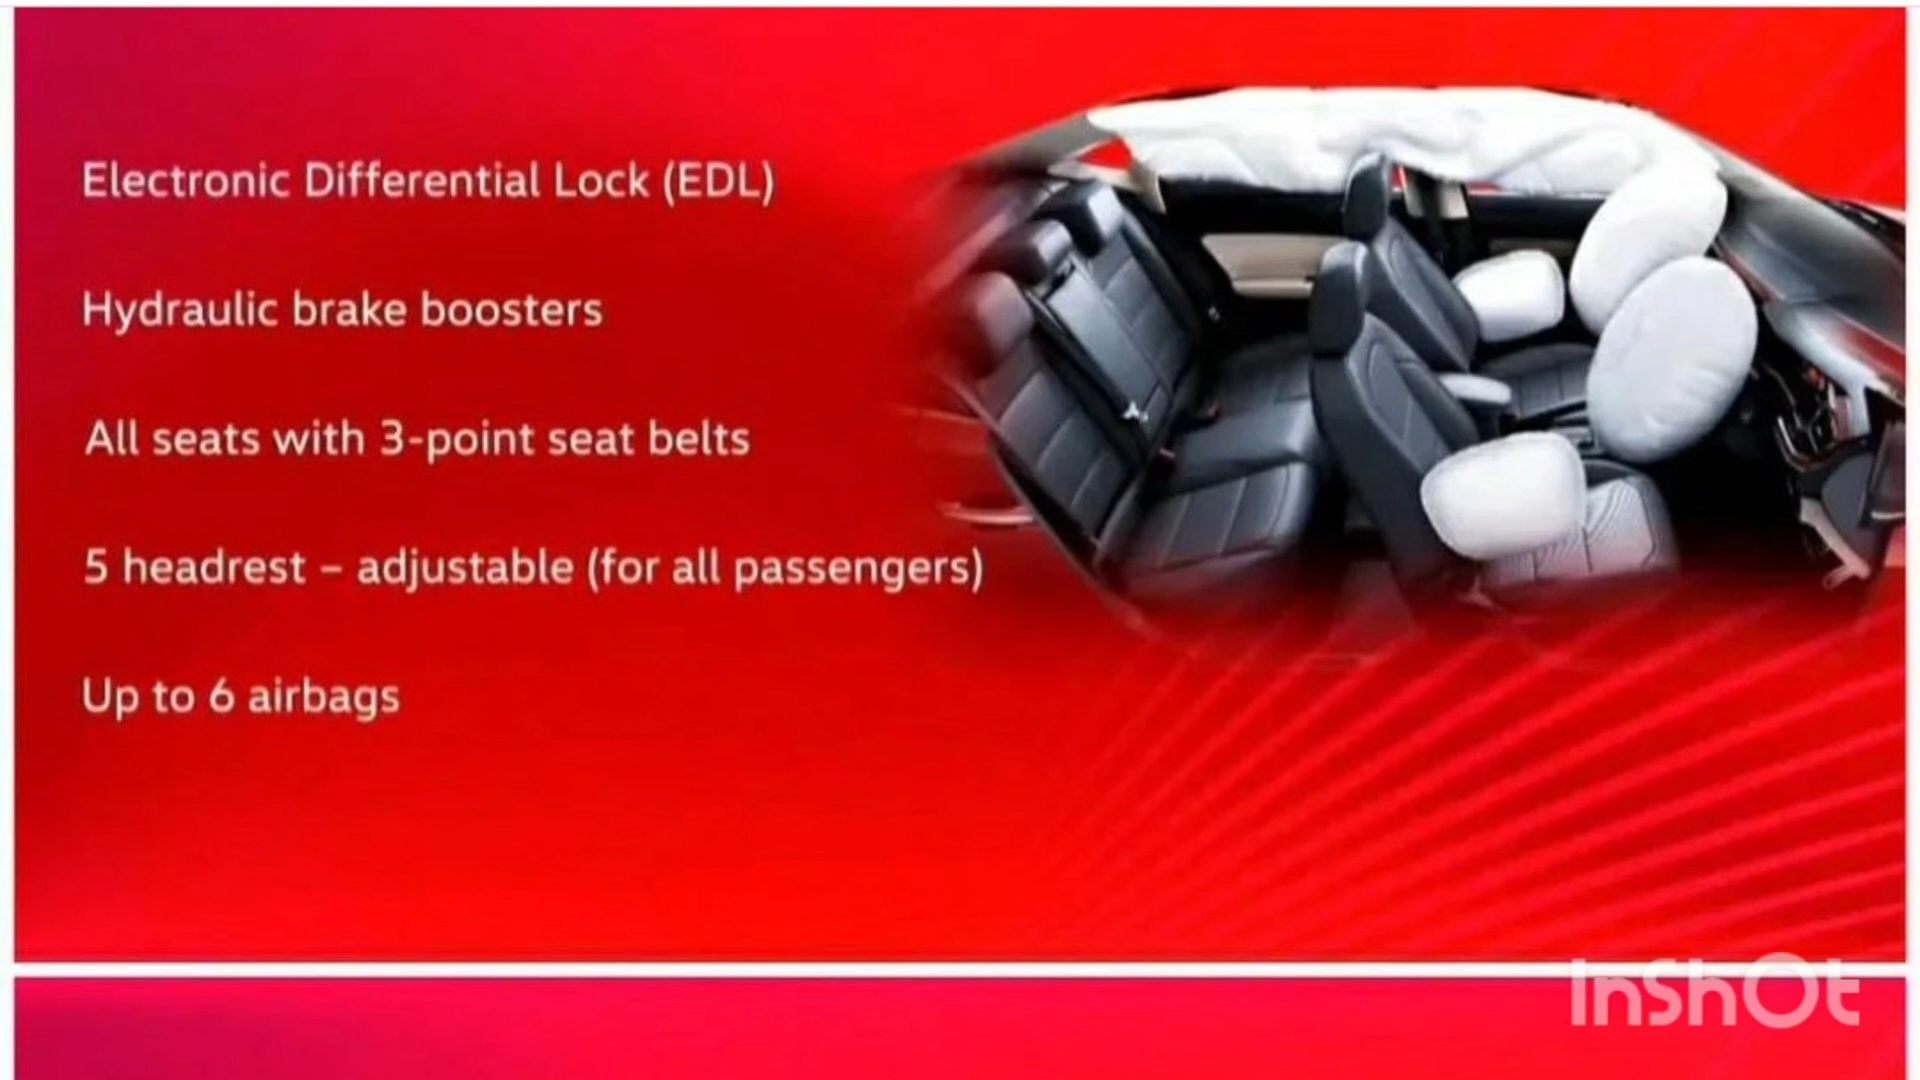 Electronic Differential Lock (EDL)
Hydraulic brake boosters
All seats with 3-point seat belts
5 headrest – adjustable (for all passengers)
Up to 6 airbags
InShOt